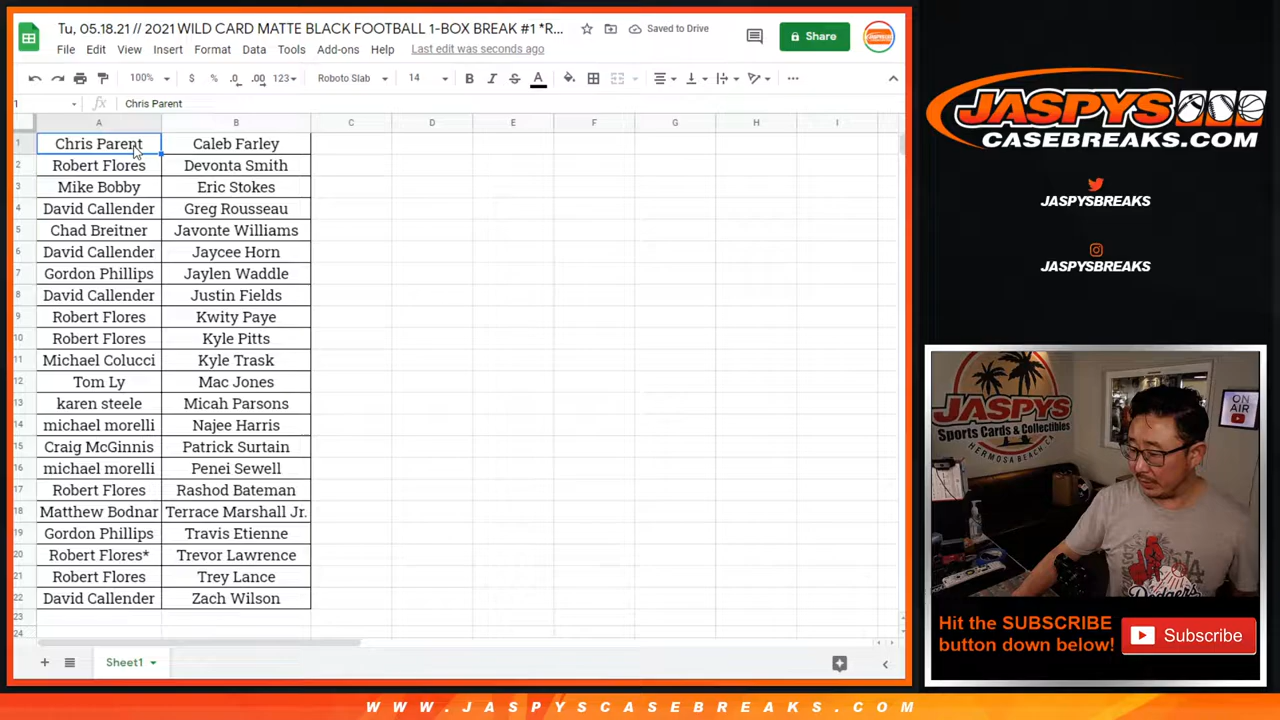 Tu, 05.18.21 // 2021 WILD CARD MATTE BLACK FOOTBALL 1-BOX BREAK #1 *R...
Saved to Drive
Share
File Edit View Insert Format Data Tools Add-ons Help Last edit was seconds ago
100% $ % .0 .00 123 Roboto Slab 14 B I S A
1 fx Chris Parent
A B C D E F G H I
1 Chris Parent Caleb Farley
2 Robert Flores Devonta Smith
3 Mike Bobby Eric Stokes
4 David Callender Greg Rousseau
5 Chad Breitner Javonte Williams
6 David Callender Jaycee Horn
7 Gordon Phillips Jaylen Waddle
8 David Callender Justin Fields
9 Robert Flores Kwity Paye
10 Robert Flores Kyle Pitts
11 Michael Colucci Kyle Trask
12 Tom Ly Mac Jones
13 karen steele Micah Parsons
14 michael morelli Najee Harris
15 Craig McGinnis Patrick Surtain
16 michael morelli Penei Sewell
17 Robert Flores Rashod Bateman
18 Matthew Bodnar Terrace Marshall Jr.
19 Gordon Phillips Travis Etienne
20 Robert Flores* Trevor Lawrence
21 Robert Flores Trey Lance
22 David Callender Zach Wilson
23
24
Sheet1
JASPYS
CASEBREAKS.COM
JASPYSBREAKS
JASPYSBREAKS
JASPYS
Sports Cards & Collectibles
HERMOSA BEACH, CA
ON AIR
Dodgers
Hit the SUBSCRIBE
button down below!
Subscribe
WWW.JASPYSCASEBREAKS.COM